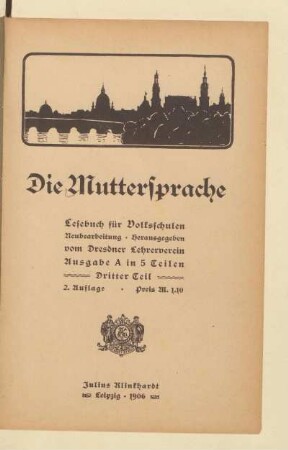 Die Muttersprache
Lesebuch für Volksschulen
Neubearbeitung · Herausgegeben
vom Dresdner Lehrerverein
Ausgabe A in 5 Teilen
Dritter Teil
2. Auflage · Preis M. 1.10
Julius Klinkhardt
Leipzig · 1906